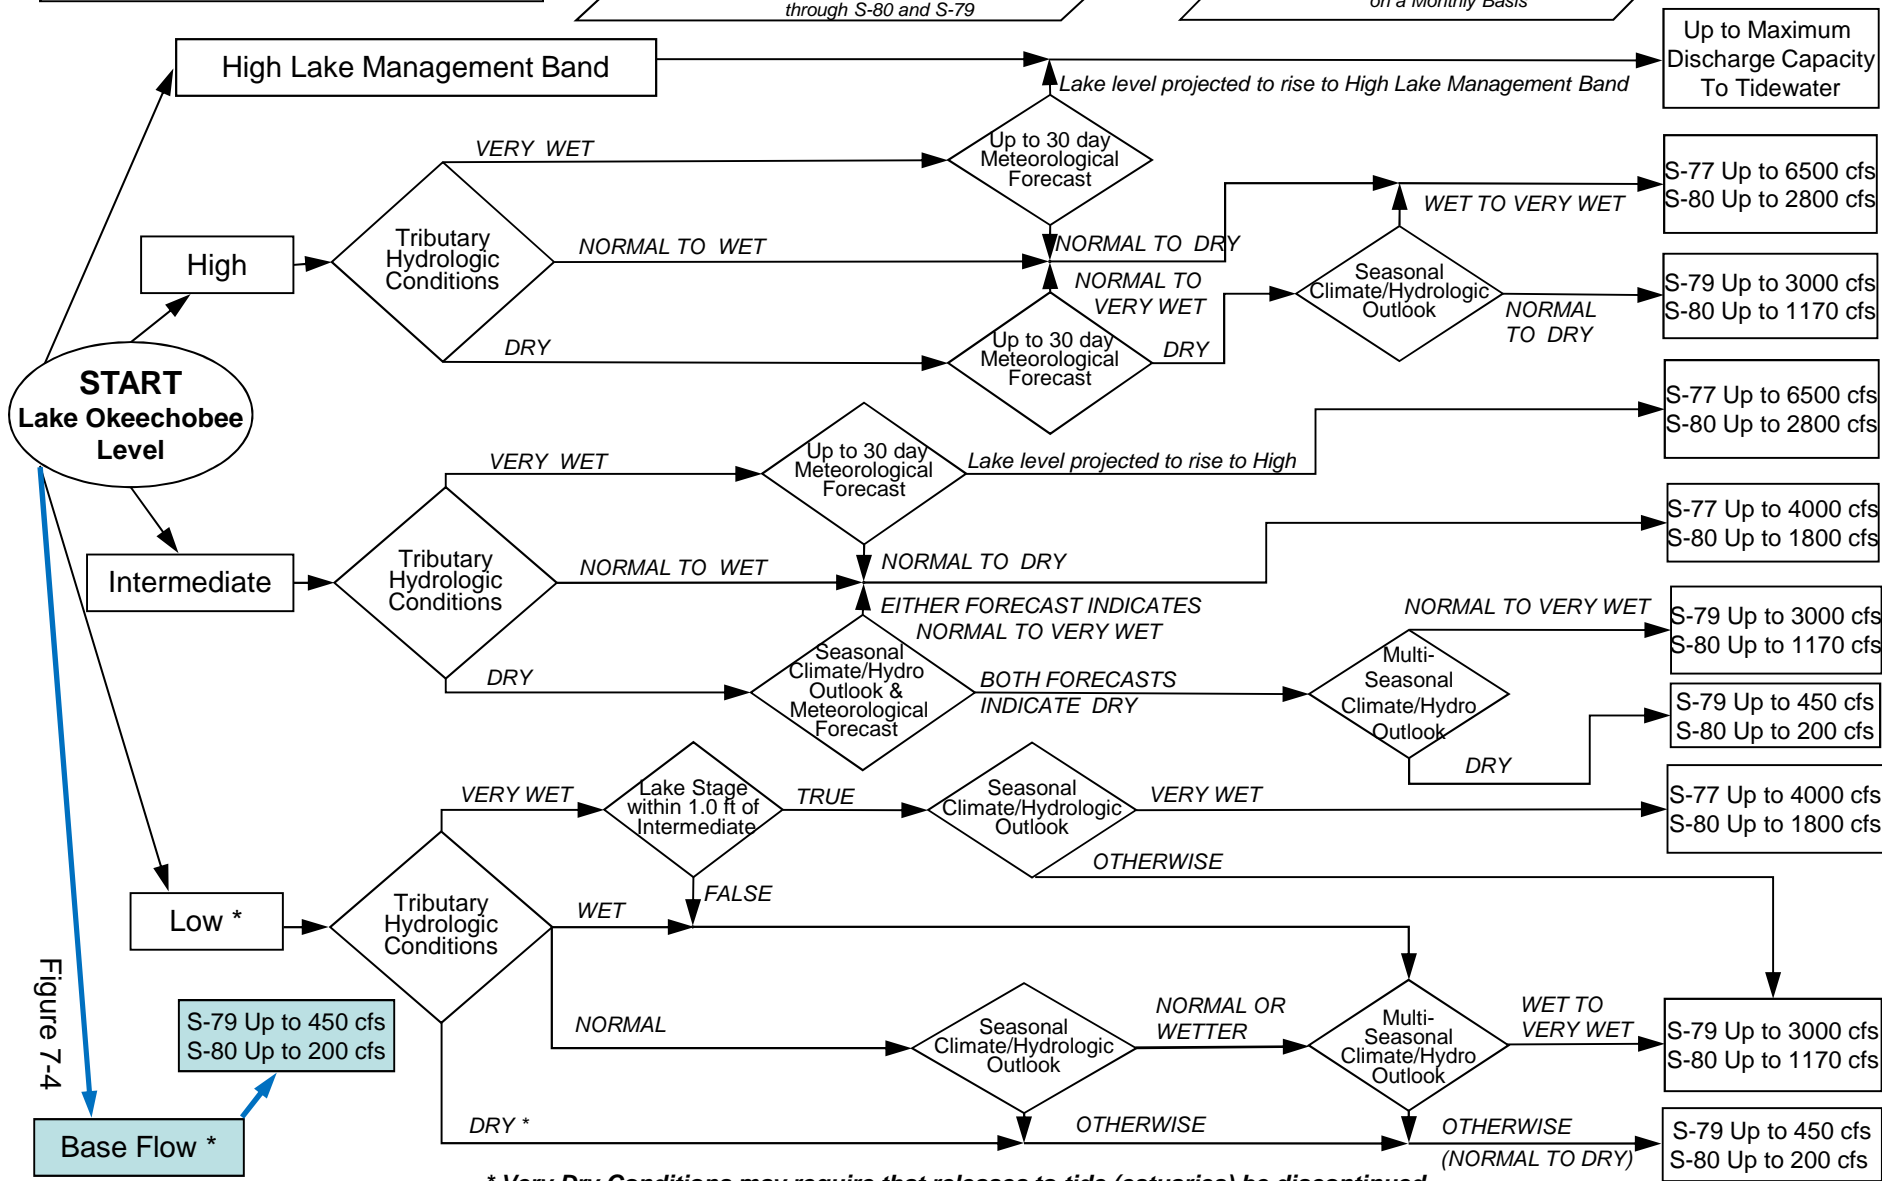 through S-80 and S-79
on a Monthly Basis
High Lake Management Band
Up to Maximum
Discharge Capacity
To Tidewater
Lake level projected to rise to High Lake Management Band
VERY WET
Up to 30 day
Meteorological
Forecast
S-77 Up to 6500 cfs
S-80 Up to 2800 cfs
WET TO VERY WET
High
Tributary
Hydrologic
Conditions
NORMAL TO WET
NORMAL TO DRY
NORMAL TO
VERY WET
Seasonal
Climate/Hydrologic
Outlook
NORMAL
TO DRY
S-79 Up to 3000 cfs
S-80 Up to 1170 cfs
DRY
Up to 30 day
Meteorological
Forecast
DRY
START
Lake Okeechobee
Level
S-77 Up to 6500 cfs
S-80 Up to 2800 cfs
VERY WET
Up to 30 day
Meteorological
Forecast
Lake level projected to rise to High
S-77 Up to 4000 cfs
S-80 Up to 1800 cfs
Intermediate
Tributary
Hydrologic
Conditions
NORMAL TO WET
NORMAL TO DRY
EITHER FORECAST INDICATES
NORMAL TO VERY WET
NORMAL TO VERY WET
S-79 Up to 3000 cfs
S-80 Up to 1170 cfs
DRY
Seasonal
Climate/Hydro
Outlook &
Meteorological
Forecast
BOTH FORECASTS
INDICATE DRY
Multi-
Seasonal
Climate/Hydro
Outlook
DRY
S-79 Up to 450 cfs
S-80 Up to 200 cfs
VERY WET
Lake Stage
within 1.0 ft of
Intermediate
TRUE
Seasonal
Climate/Hydrologic
Outlook
VERY WET
S-77 Up to 4000 cfs
S-80 Up to 1800 cfs
OTHERWISE
FALSE
Low *
Tributary
Hydrologic
Conditions
WET
NORMAL
Seasonal
Climate/Hydrologic
Outlook
NORMAL OR
WETTER
Multi-
Seasonal
Climate/Hydro
Outlook
WET TO
VERY WET
S-79 Up to 3000 cfs
S-80 Up to 1170 cfs
Figure 7-4
S-79 Up to 450 cfs
S-80 Up to 200 cfs
Base Flow *
DRY *
OTHERWISE
OTHERWISE
(NORMAL TO DRY)
S-79 Up to 450 cfs
S-80 Up to 200 cfs
* Very Dry Conditions may require that releases to tide (estuaries) be discontinued